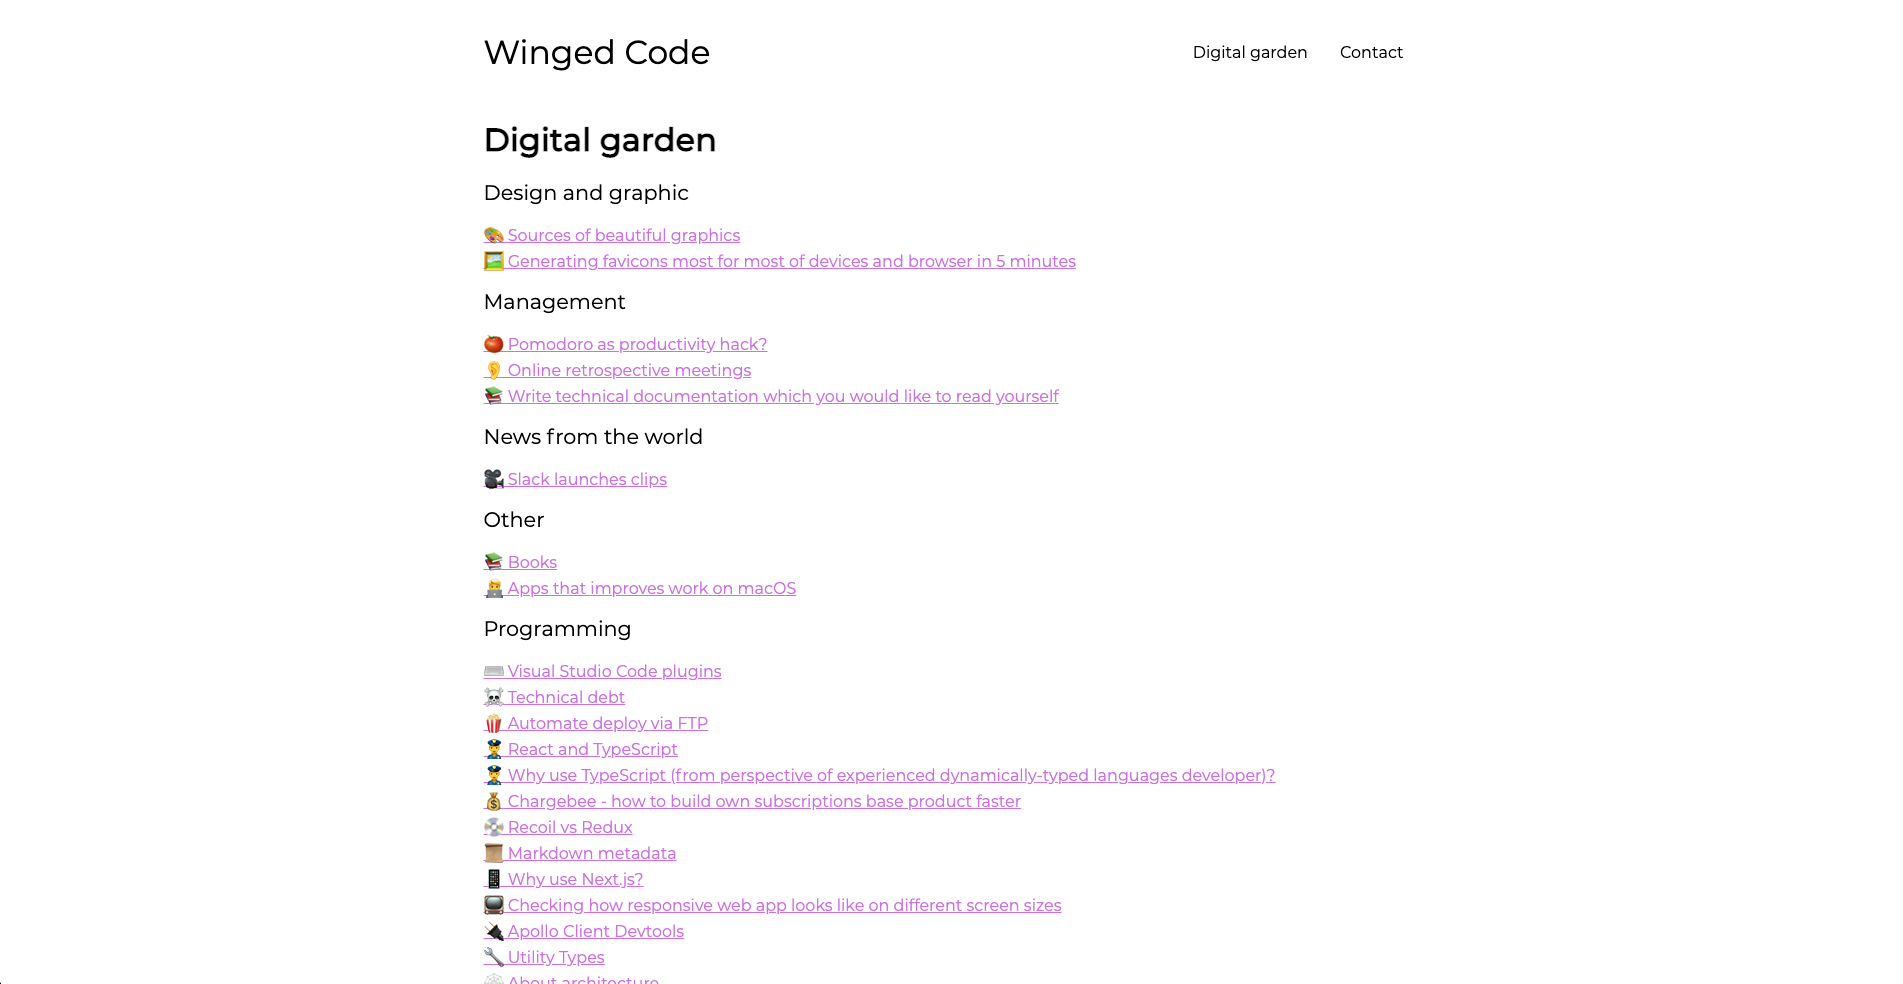 Winged Code
Digital garden
Contact
Digital garden
Design and graphic
🎨 Sources of beautiful graphics
🖼️ Generating favicons most for most of devices and browser in 5 minutes
Management
🍅 Pomodoro as productivity hack?
👂 Online retrospective meetings
📚 Write technical documentation which you would like to read yourself
News from the world
🎥 Slack launches clips
Other
📚 Books
🧑‍💻 Apps that improves work on macOS
Programming
⌨️ Visual Studio Code plugins
☠️ Technical debt
🍿 Automate deploy via FTP
👮 React and TypeScript
👮 Why use TypeScript (from perspective of experienced dynamically-typed languages developer)?
💰 Chargebee - how to build own subscriptions base product faster
💿 Recoil vs Redux
📜 Markdown metadata
📱 Why use Next.js?
📺 Checking how responsive web app looks like on different screen sizes
🔌 Apollo Client Devtools
🔧 Utility Types
🕸️ About architecture